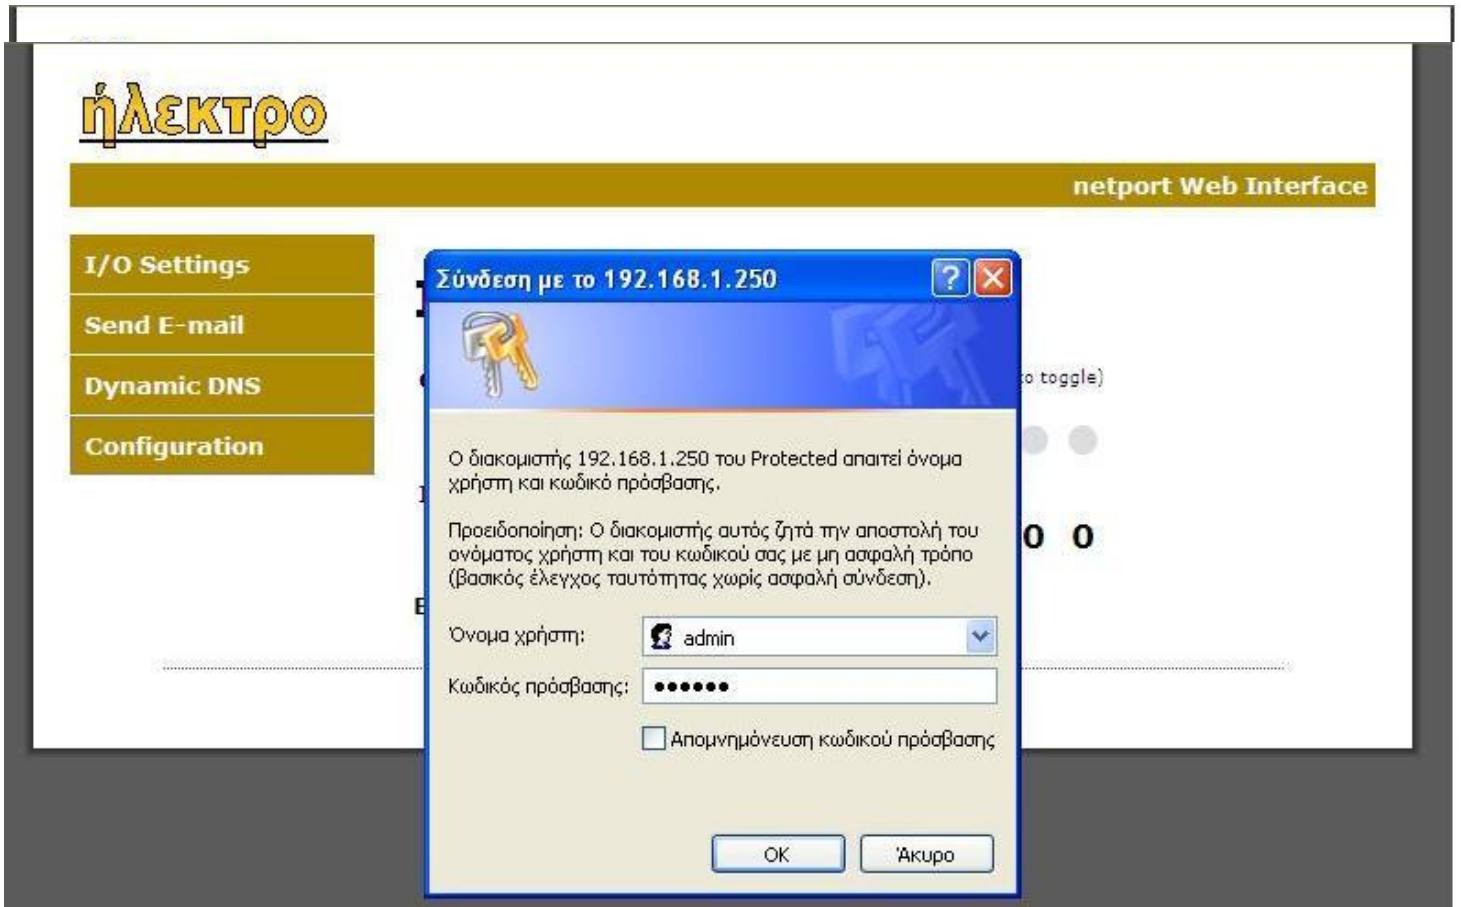 ήλεκτρο
netport Web Interface
I/O Settings
Send E-mail
Dynamic DNS
Configuration
Σύνδεση με το 192.168.1.250
to toggle)
Ο διακομιστής 192.168.1.250 του Protected απαιτεί όνομα
χρήστη και κωδικό πρόσβασης.
0 0
Προειδοποίηση: Ο διακομιστής αυτός ζητά την αποστολή του
ονόματος χρήστη και του κωδικού σας με μη ασφαλή τρόπο
(βασικός έλεγχος ταυτότητας χωρίς ασφαλή σύνδεση).
Όνομα χρήστη: admin
Κωδικός πρόσβασης: ●●●●●●
Απομνημόνευση κωδικού πρόσβασης
OK Άκυρο